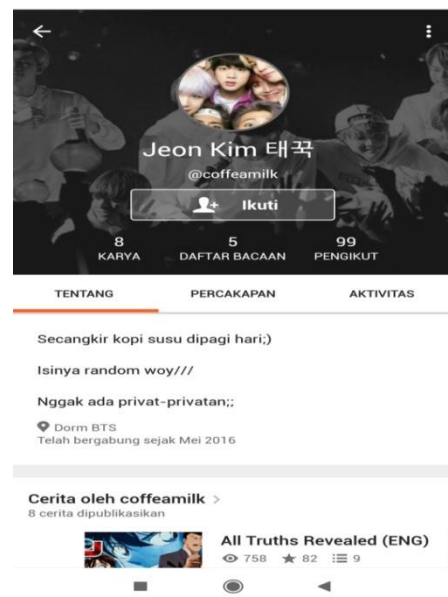 Jeon Kim 태꾹
@coffeamilk
Ikuti
8 5 99
KARYA DAFTAR BACAAN PENGIKUT
TENTANG PERCAKAPAN AKTIVITAS
Secangkir kopi susu dipagi hari;)
Isinya random woy///
Nggak ada privat-privatan;;
Dorm BTS
Telah bergabung sejak Mei 2016
Cerita oleh coffeamilk >
8 cerita dipublikasikan
All Truths Revealed (ENG)
758 82 9